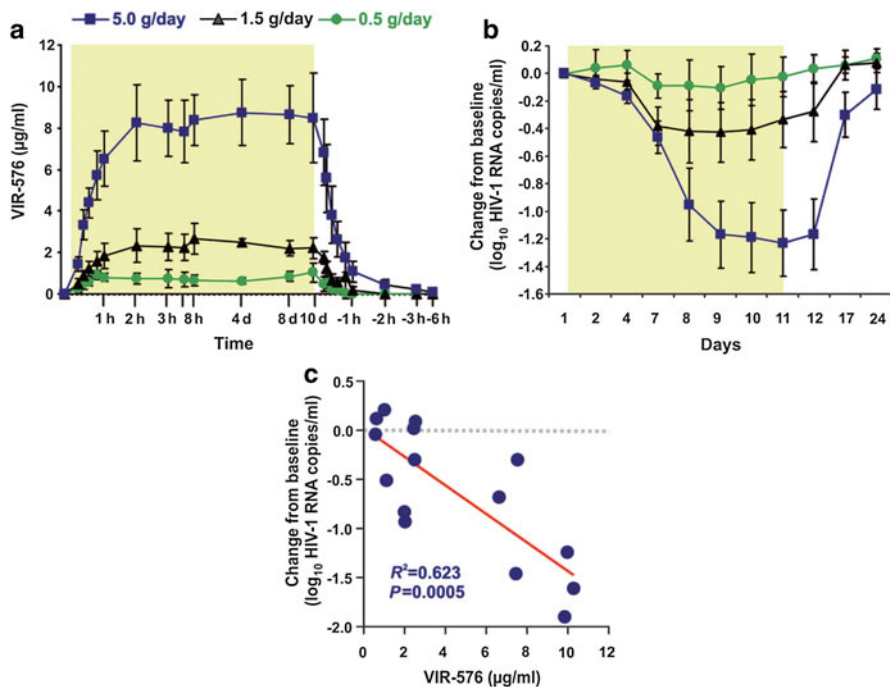 5.0 g/day 1.5 g/day 0.5 g/day
a
12
10
8
6
4
2
0
VIR-576 (µg/ml)
1 h 2 h 3 h 8 h 4 d 8 d 10 d -1 h -2 h -3 h -6 h
Time
b
0.2
0.0
-0.2
-0.4
-0.6
-0.8
-1.0
-1.2
-1.4
-1.6
Change from baseline
(log10 HIV-1 RNA copies/ml)
1 2 4 7 8 9 10 11 12 17 24
Days
c
0.5
0.0
-0.5
-1.0
-1.5
-2.0
Change from baseline
(log10 HIV-1 RNA copies/ml)
R²=0.623
P=0.0005
0 2 4 6 8 10 12
VIR-576 (µg/ml)